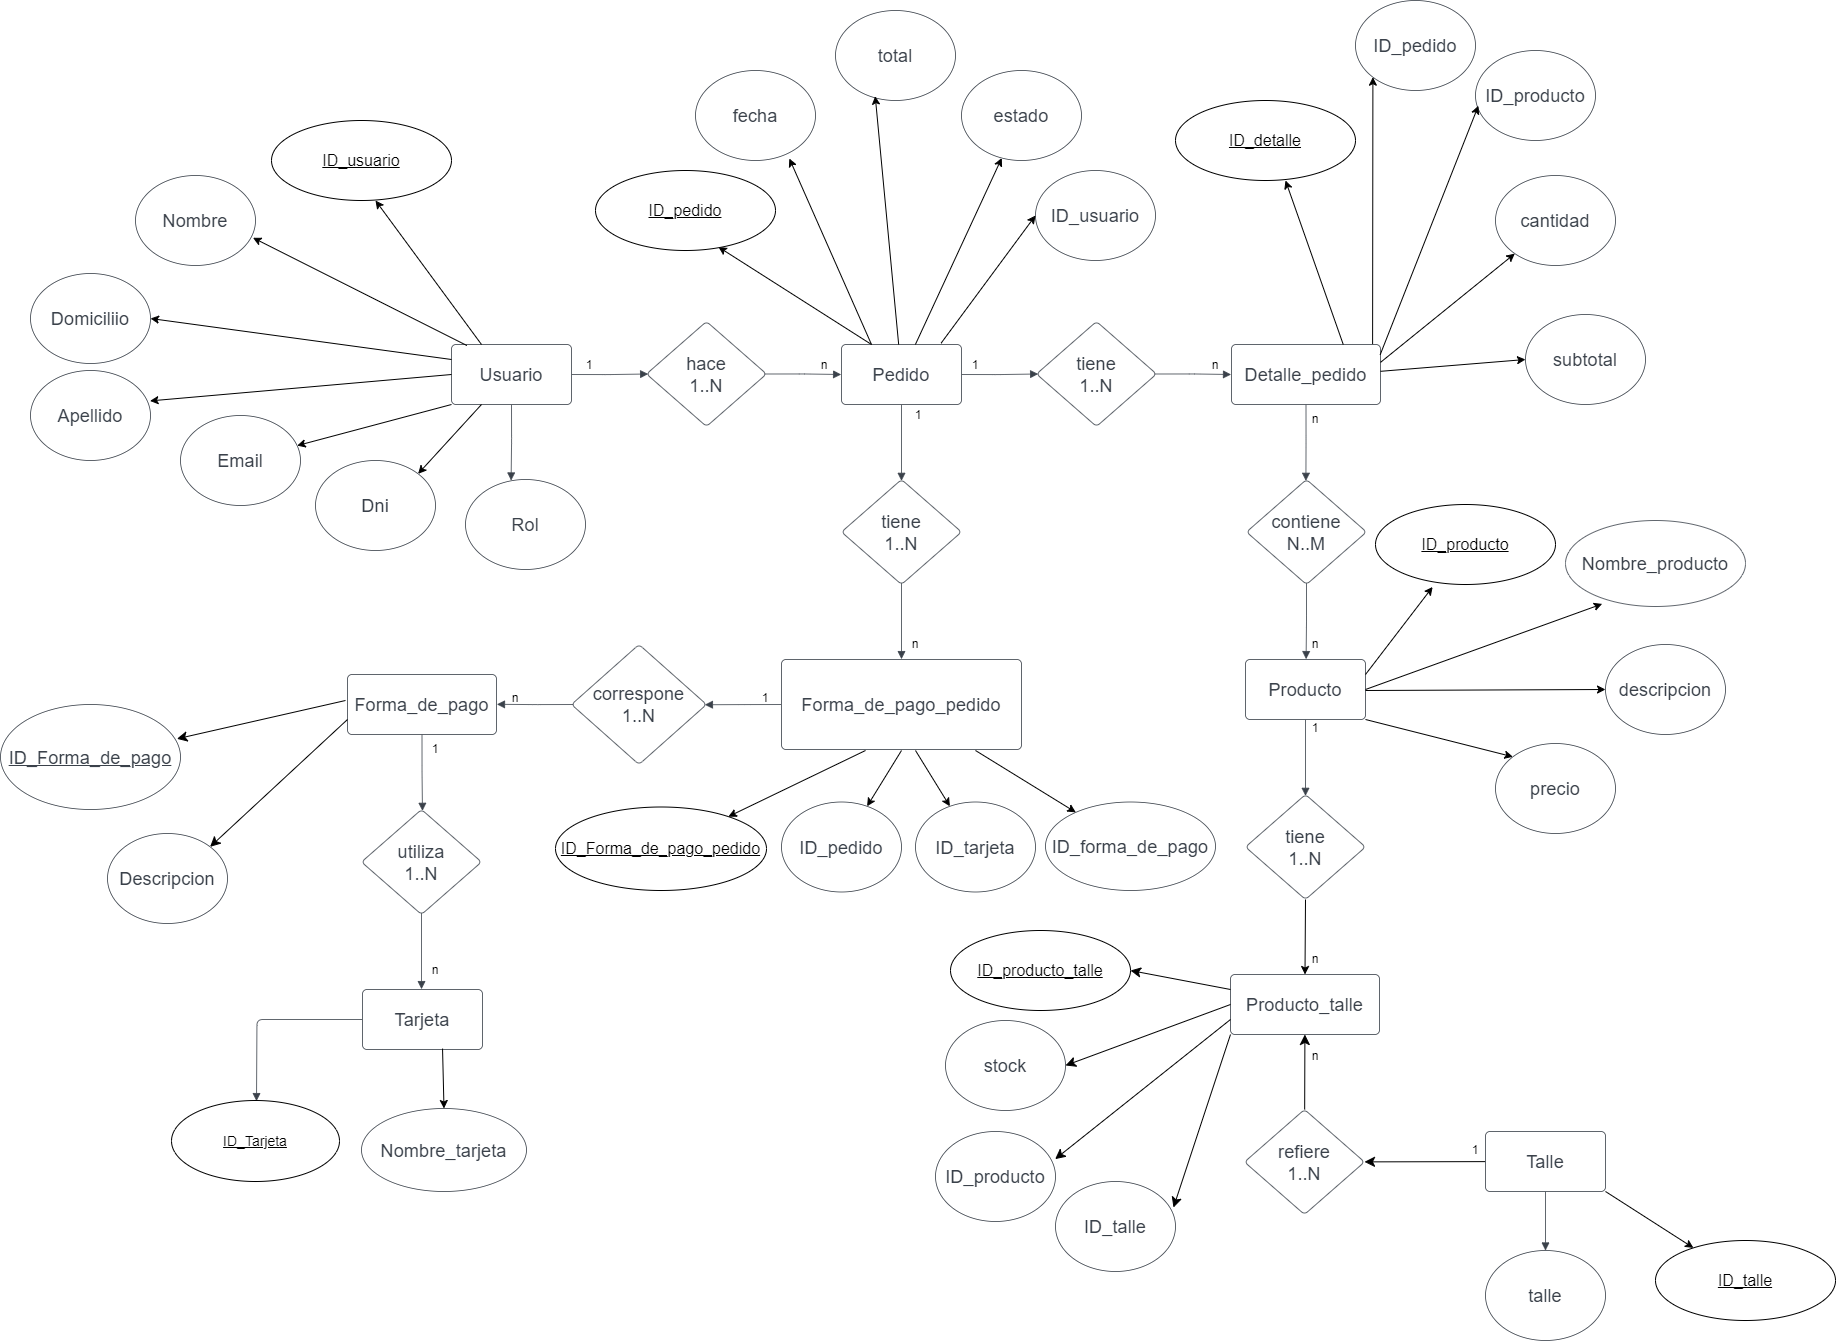 ID_pedido
total
ID_producto
fecha
estado
ID_detalle
ID_usuario
ID_pedido
ID_usuario
Nombre
cantidad
Domiciliio
subtotal
Usuario
1
hace
1..N
n
Pedido
1
tiene
1..N
n
Detalle_pedido
Apellido
1
n
Email
Dni
Rol
tiene
1..N
contiene
N..M
ID_producto
Nombre_producto
n
n
Forma_de_pago
n
correspone
1..N
1
Forma_de_pago_pedido
Producto
descripcion
1
1
ID_Forma_de_pago
precio
utiliza
1..N
ID_Forma_de_pago_pedido
ID_pedido
ID_tarjeta
ID_forma_de_pago
tiene
1..N
Descripcion
n
n
ID_producto_talle
Tarjeta
Producto_talle
stock
n
ID_Tarjeta
Nombre_tarjeta
ID_producto
refiere
1..N
1
Talle
ID_talle
talle
ID_talle